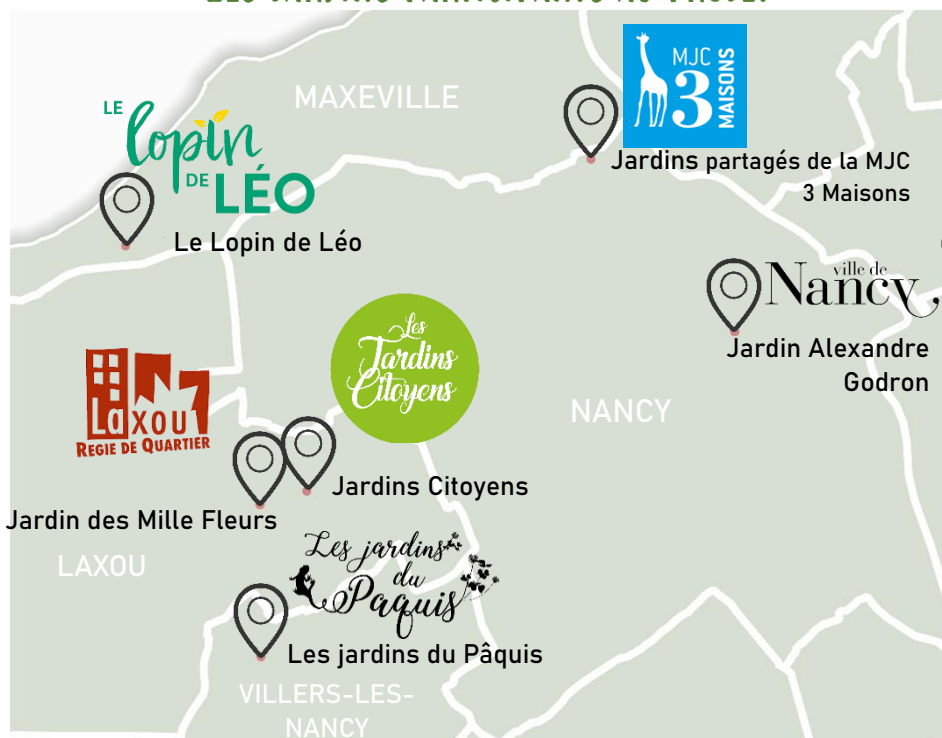 MAXEVILLE
MJC
3
MAISONS
LE
lopin
DE
LÉO
Jardins partagés de la MJC
3 Maisons
Le Lopin de Léo
ville de
Nancy
Jardin Alexandre
Godron
Les
Jardins
Citoyens
LaXOU
REGIE DE QUARTIER
NANCY
Jardins Citoyens
Jardin des Mille Fleurs
LAXOU
Les jardins
du
Paquis
Les jardins du Pâquis
VILLERS-LES-
NANCY